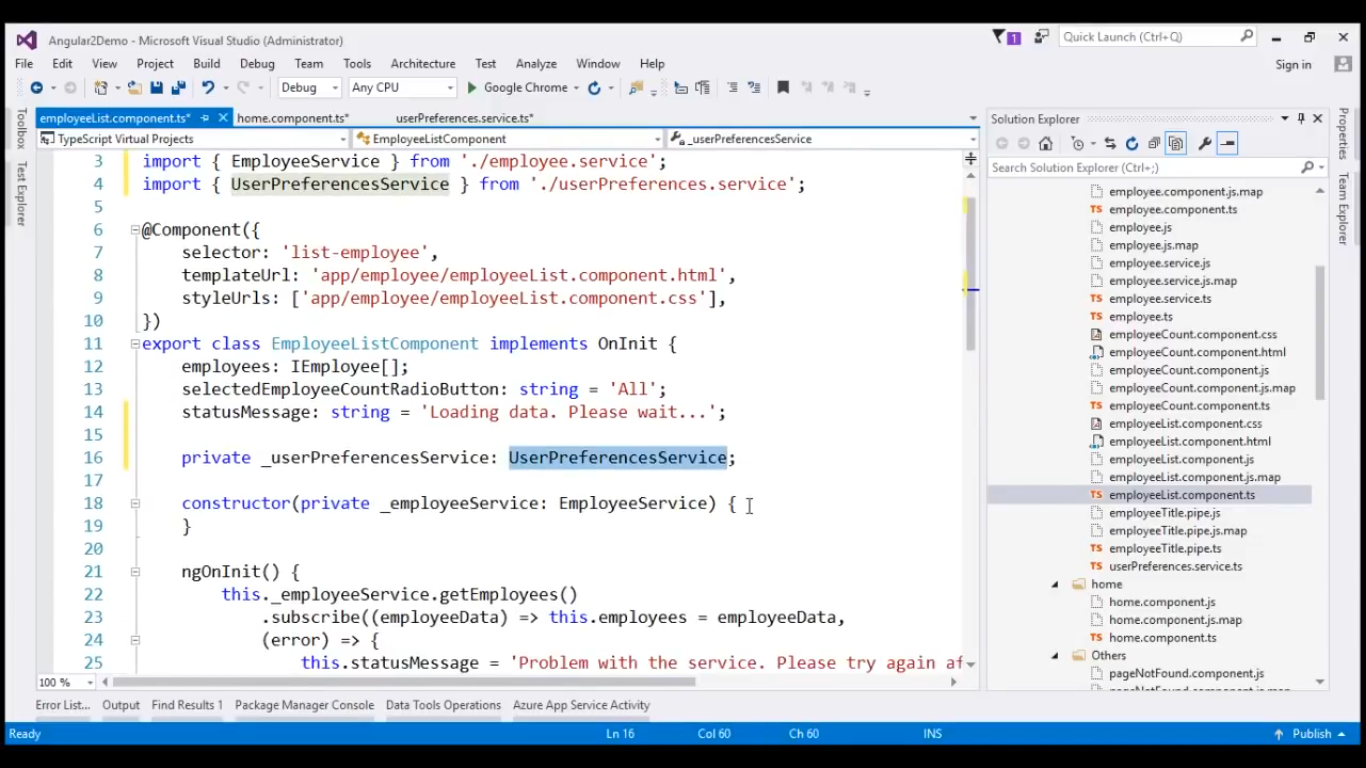 Angular2Demo - Microsoft Visual Studio (Administrator)
1
Quick Launch (Ctrl+Q)
File Edit View Project Build Debug Team Tools Architecture Test Analyze Window Help
Sign in
Debug Any CPU Google Chrome
Toolbox
Test Explorer
employeeList.component.ts* home.component.ts* userPreferences.service.ts*
TypeScript Virtual Projects EmployeeListComponent _userPreferencesService
3 import { EmployeeService } from './employee.service';
4 import { UserPreferencesService } from './userPreferences.service';
5
6 @Component({
7 selector: 'list-employee',
8 templateUrl: 'app/employee/employeeList.component.html',
9 styleUrls: ['app/employee/employeeList.component.css'],
10 })
11 export class EmployeeListComponent implements OnInit {
12 employees: IEmployee[];
13 selectedEmployeeCountRadioButton: string = 'All';
14 statusMessage: string = 'Loading data. Please wait...';
15
16 private _userPreferencesService: UserPreferencesService;
17
18 constructor(private _employeeService: EmployeeService) {
19 }
20
21 ngOnInit() {
22 this._employeeService.getEmployees()
23 .subscribe((employeeData) => this.employees = employeeData,
24 (error) => {
25 this.statusMessage = 'Problem with the service. Please try again af
100 %
Solution Explorer
Search Solution Explorer (Ctrl+;)
employee.component.js.map
TS employee.component.ts
employee.js
employee.js.map
employee.service.js
employee.service.js.map
TS employee.service.ts
TS employee.ts
employeeCount.component.css
employeeCount.component.html
employeeCount.component.js
employeeCount.component.js.map
TS employeeCount.component.ts
employeeList.component.css
employeeList.component.html
employeeList.component.js
employeeList.component.js.map
TS employeeList.component.ts
employeeTitle.pipe.js
employeeTitle.pipe.js.map
TS employeeTitle.pipe.ts
TS userPreferences.service.ts
home
home.component.js
home.component.js.map
TS home.component.ts
Others
pageNotFound.component.js
Properties
Team Explorer
Error List... Output Find Results 1 Package Manager Console Data Tools Operations Azure App Service Activity
Ready Ln 16 Col 60 Ch 60 INS Publish